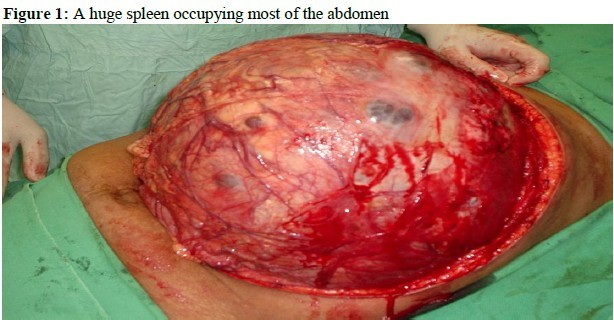 Figure 1: A huge spleen occupying most of the abdomen